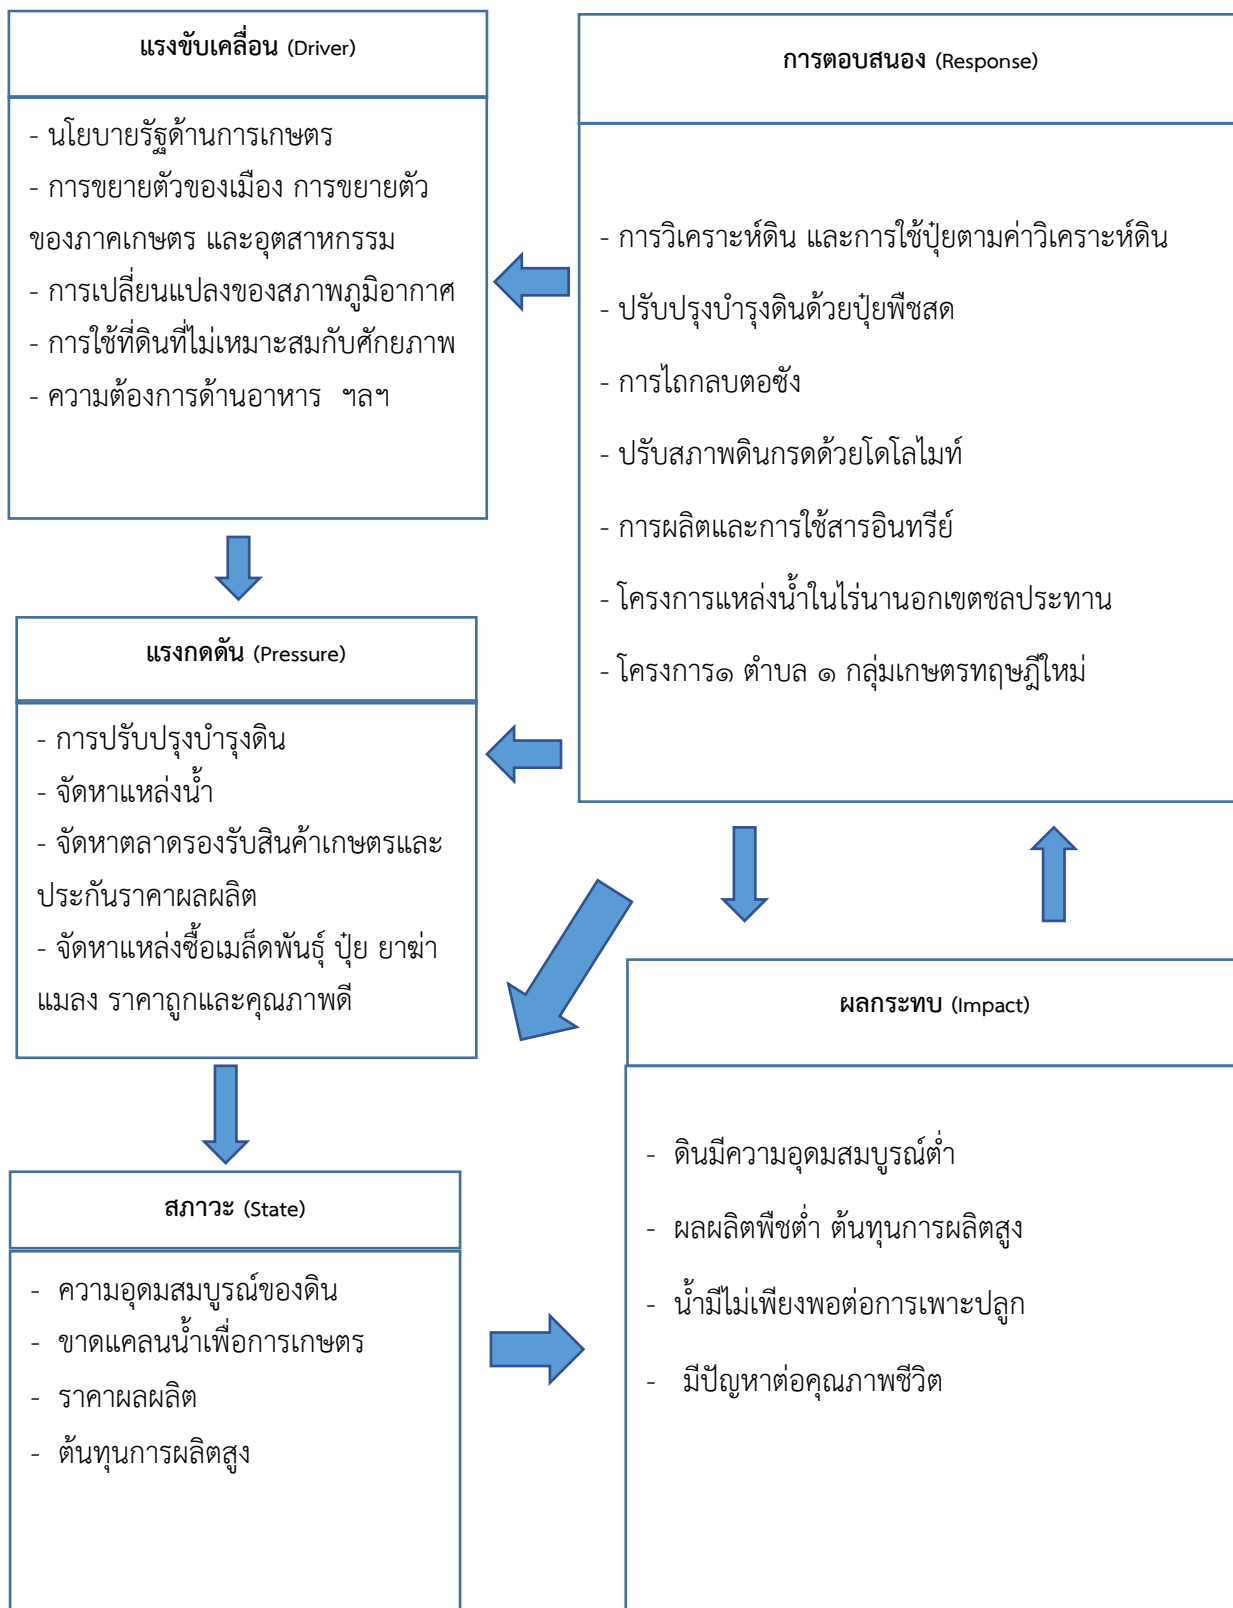 แรงขับเคลื่อน (Driver)
- นโยบายรัฐด้านการเกษตร
- การขยายตัวของเมือง การขยายตัว
ของภาคเกษตร และอุตสาหกรรม
- การเปลี่ยนแปลงของสภาพภูมิอากาศ
- การใช้ที่ดินที่ไม่เหมาะสมกับศักยภาพ
- ความต้องการด้านอาหาร ฯลฯ
การตอบสนอง (Response)
- การวิเคราะห์ดิน และการใช้ปุ๋ยตามค่าวิเคราะห์ดิน
- ปรับปรุงบำรุงดินด้วยปุ๋ยพืชสด
- การไถกลบตอซัง
- ปรับสภาพดินกรดด้วยโดโลไมท์
- การผลิตและการใช้สารอินทรีย์
- โครงการแหล่งน้ำในไร่นานอกเขตชลประทาน
- โครงการ๑ ตำบล ๑ กลุ่มเกษตรทฤษฎีใหม่
แรงกดดัน (Pressure)
- การปรับปรุงบำรุงดิน
- จัดหาแหล่งน้ำ
- จัดหาตลาดรองรับสินค้าเกษตรและ
ประกันราคาผลผลิต
- จัดหาแหล่งซื้อเมล็ดพันธุ์ ปุ๋ย ยาฆ่า
แมลง ราคาถูกและคุณภาพดี
สภาวะ (State)
- ความอุดมสมบูรณ์ของดิน
- ขาดแคลนน้ำเพื่อการเกษตร
- ราคาผลผลิต
- ต้นทุนการผลิตสูง
ผลกระทบ (Impact)
- ดินมีความอุดมสมบูรณ์ต่ำ
- ผลผลิตพืชต่ำ ต้นทุนการผลิตสูง
- น้ำมีไม่เพียงพอต่อการเพาะปลูก
- มีปัญหาต่อคุณภาพชีวิต